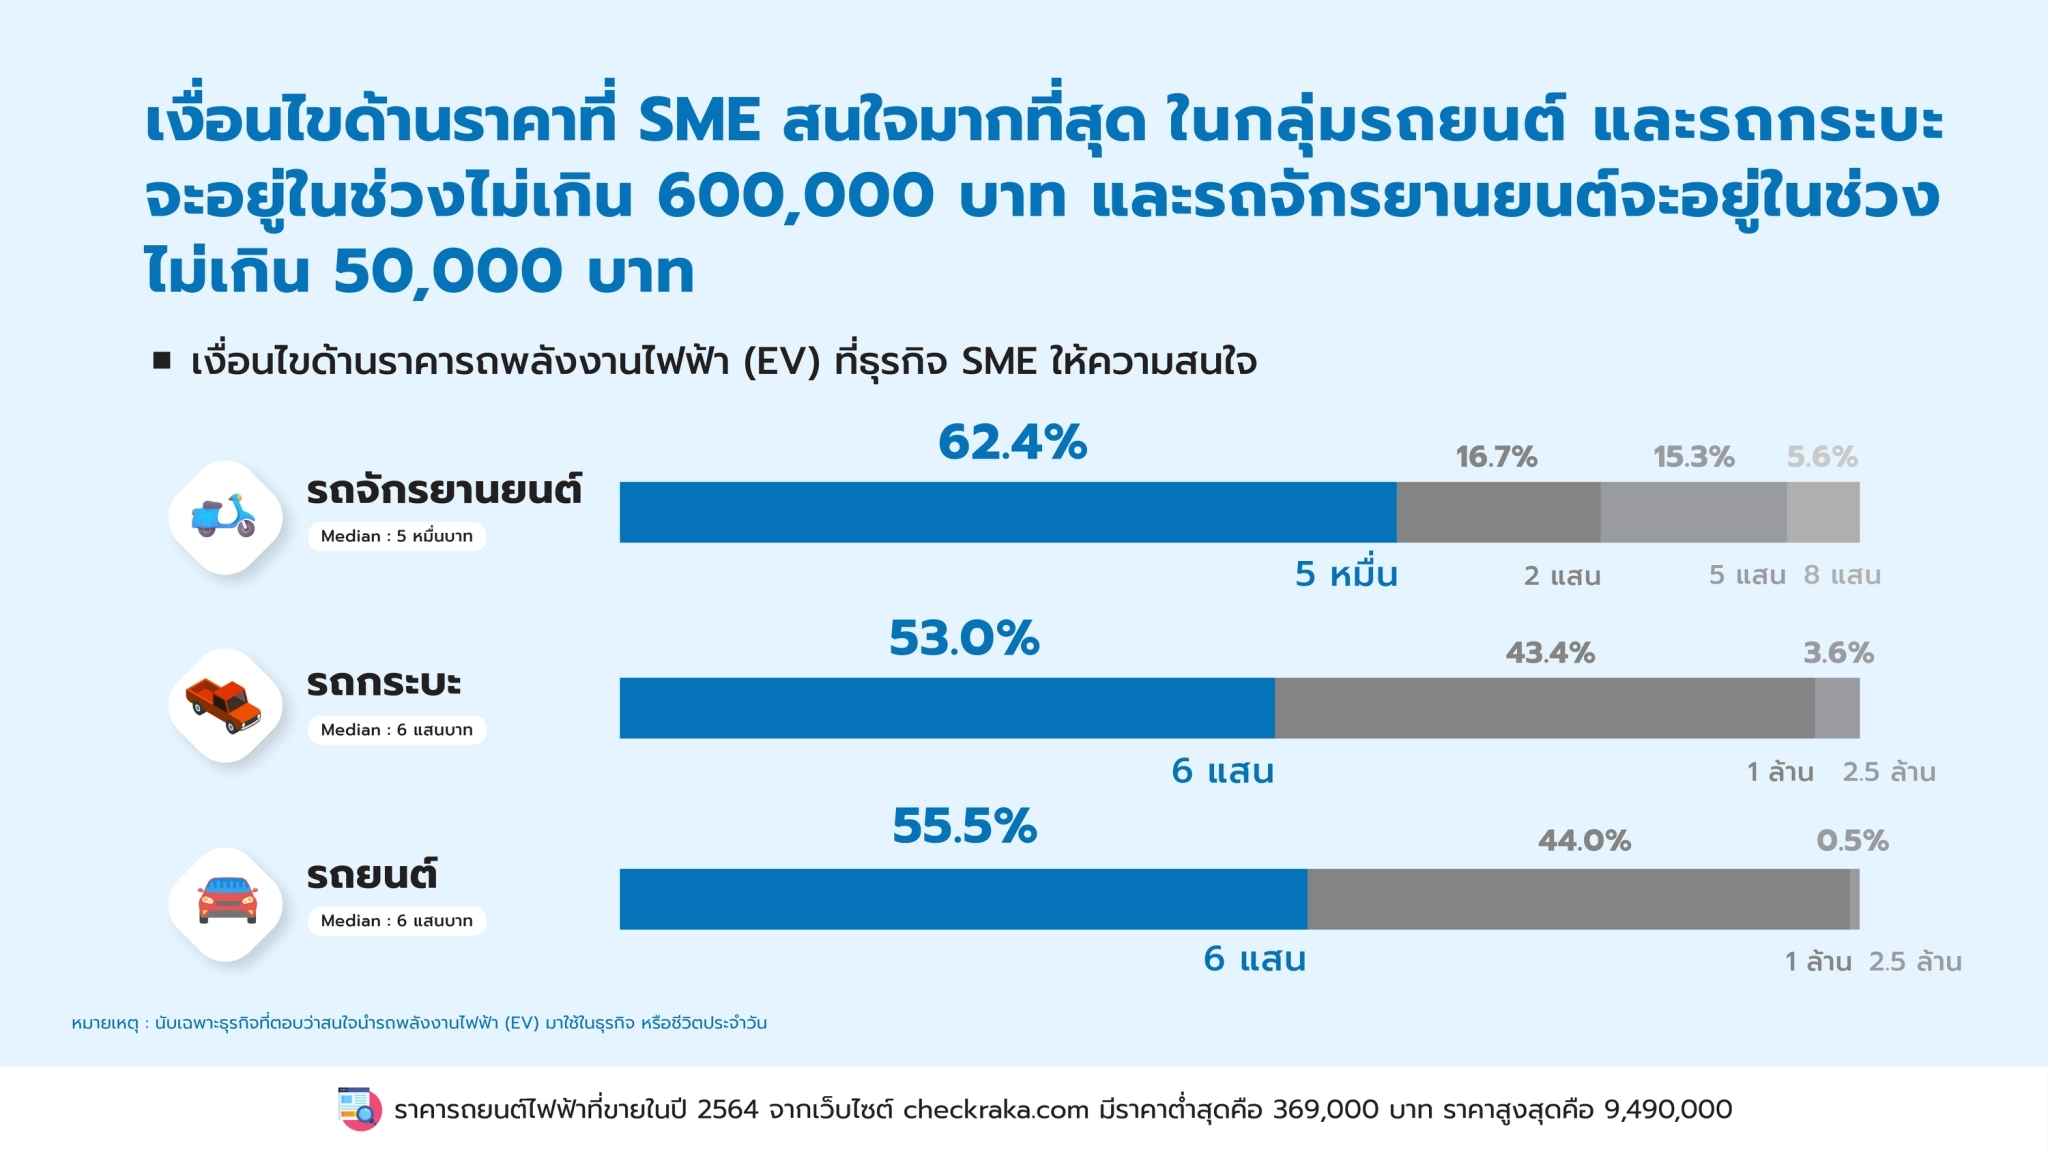 เงื่อนไขด้านราคาที่ SME สนใจมากที่สุด ในกลุ่มรถยนต์ และรถกระบะ
จะอยู่ในช่วงไม่เกิน 600,000 บาท และรถจักรยานยนต์จะอยู่ในช่วง
ไม่เกิน 50,000 บาท
▪ เงื่อนไขด้านราคารถพลังงานไฟฟ้า (EV) ที่ธุรกิจ SME ให้ความสนใจ
62.4% 16.7% 15.3% 5.6%
รถจักรยานยนต์
Median : 5 หมื่นบาท
5 หมื่น 2 แสน 5 แสน 8 แสน
53.0% 43.4% 3.6%
รถกระบะ
Median : 6 แสนบาท
6 แสน 1 ล้าน 2.5 ล้าน
55.5% 44.0% 0.5%
รถยนต์
Median : 6 แสนบาท
6 แสน 1 ล้าน 2.5 ล้าน
หมายเหตุ : นับเฉพาะธุรกิจที่ตอบว่าสนใจนำรถพลังงานไฟฟ้า (EV) มาใช้ในธุรกิจ หรือชีวิตประจำวัน
ราคารถยนต์ไฟฟ้าที่ขายในปี 2564 จากเว็บไซต์ checkraka.com มีราคาต่ำสุดคือ 369,000 บาท ราคาสูงสุดคือ 9,490,000